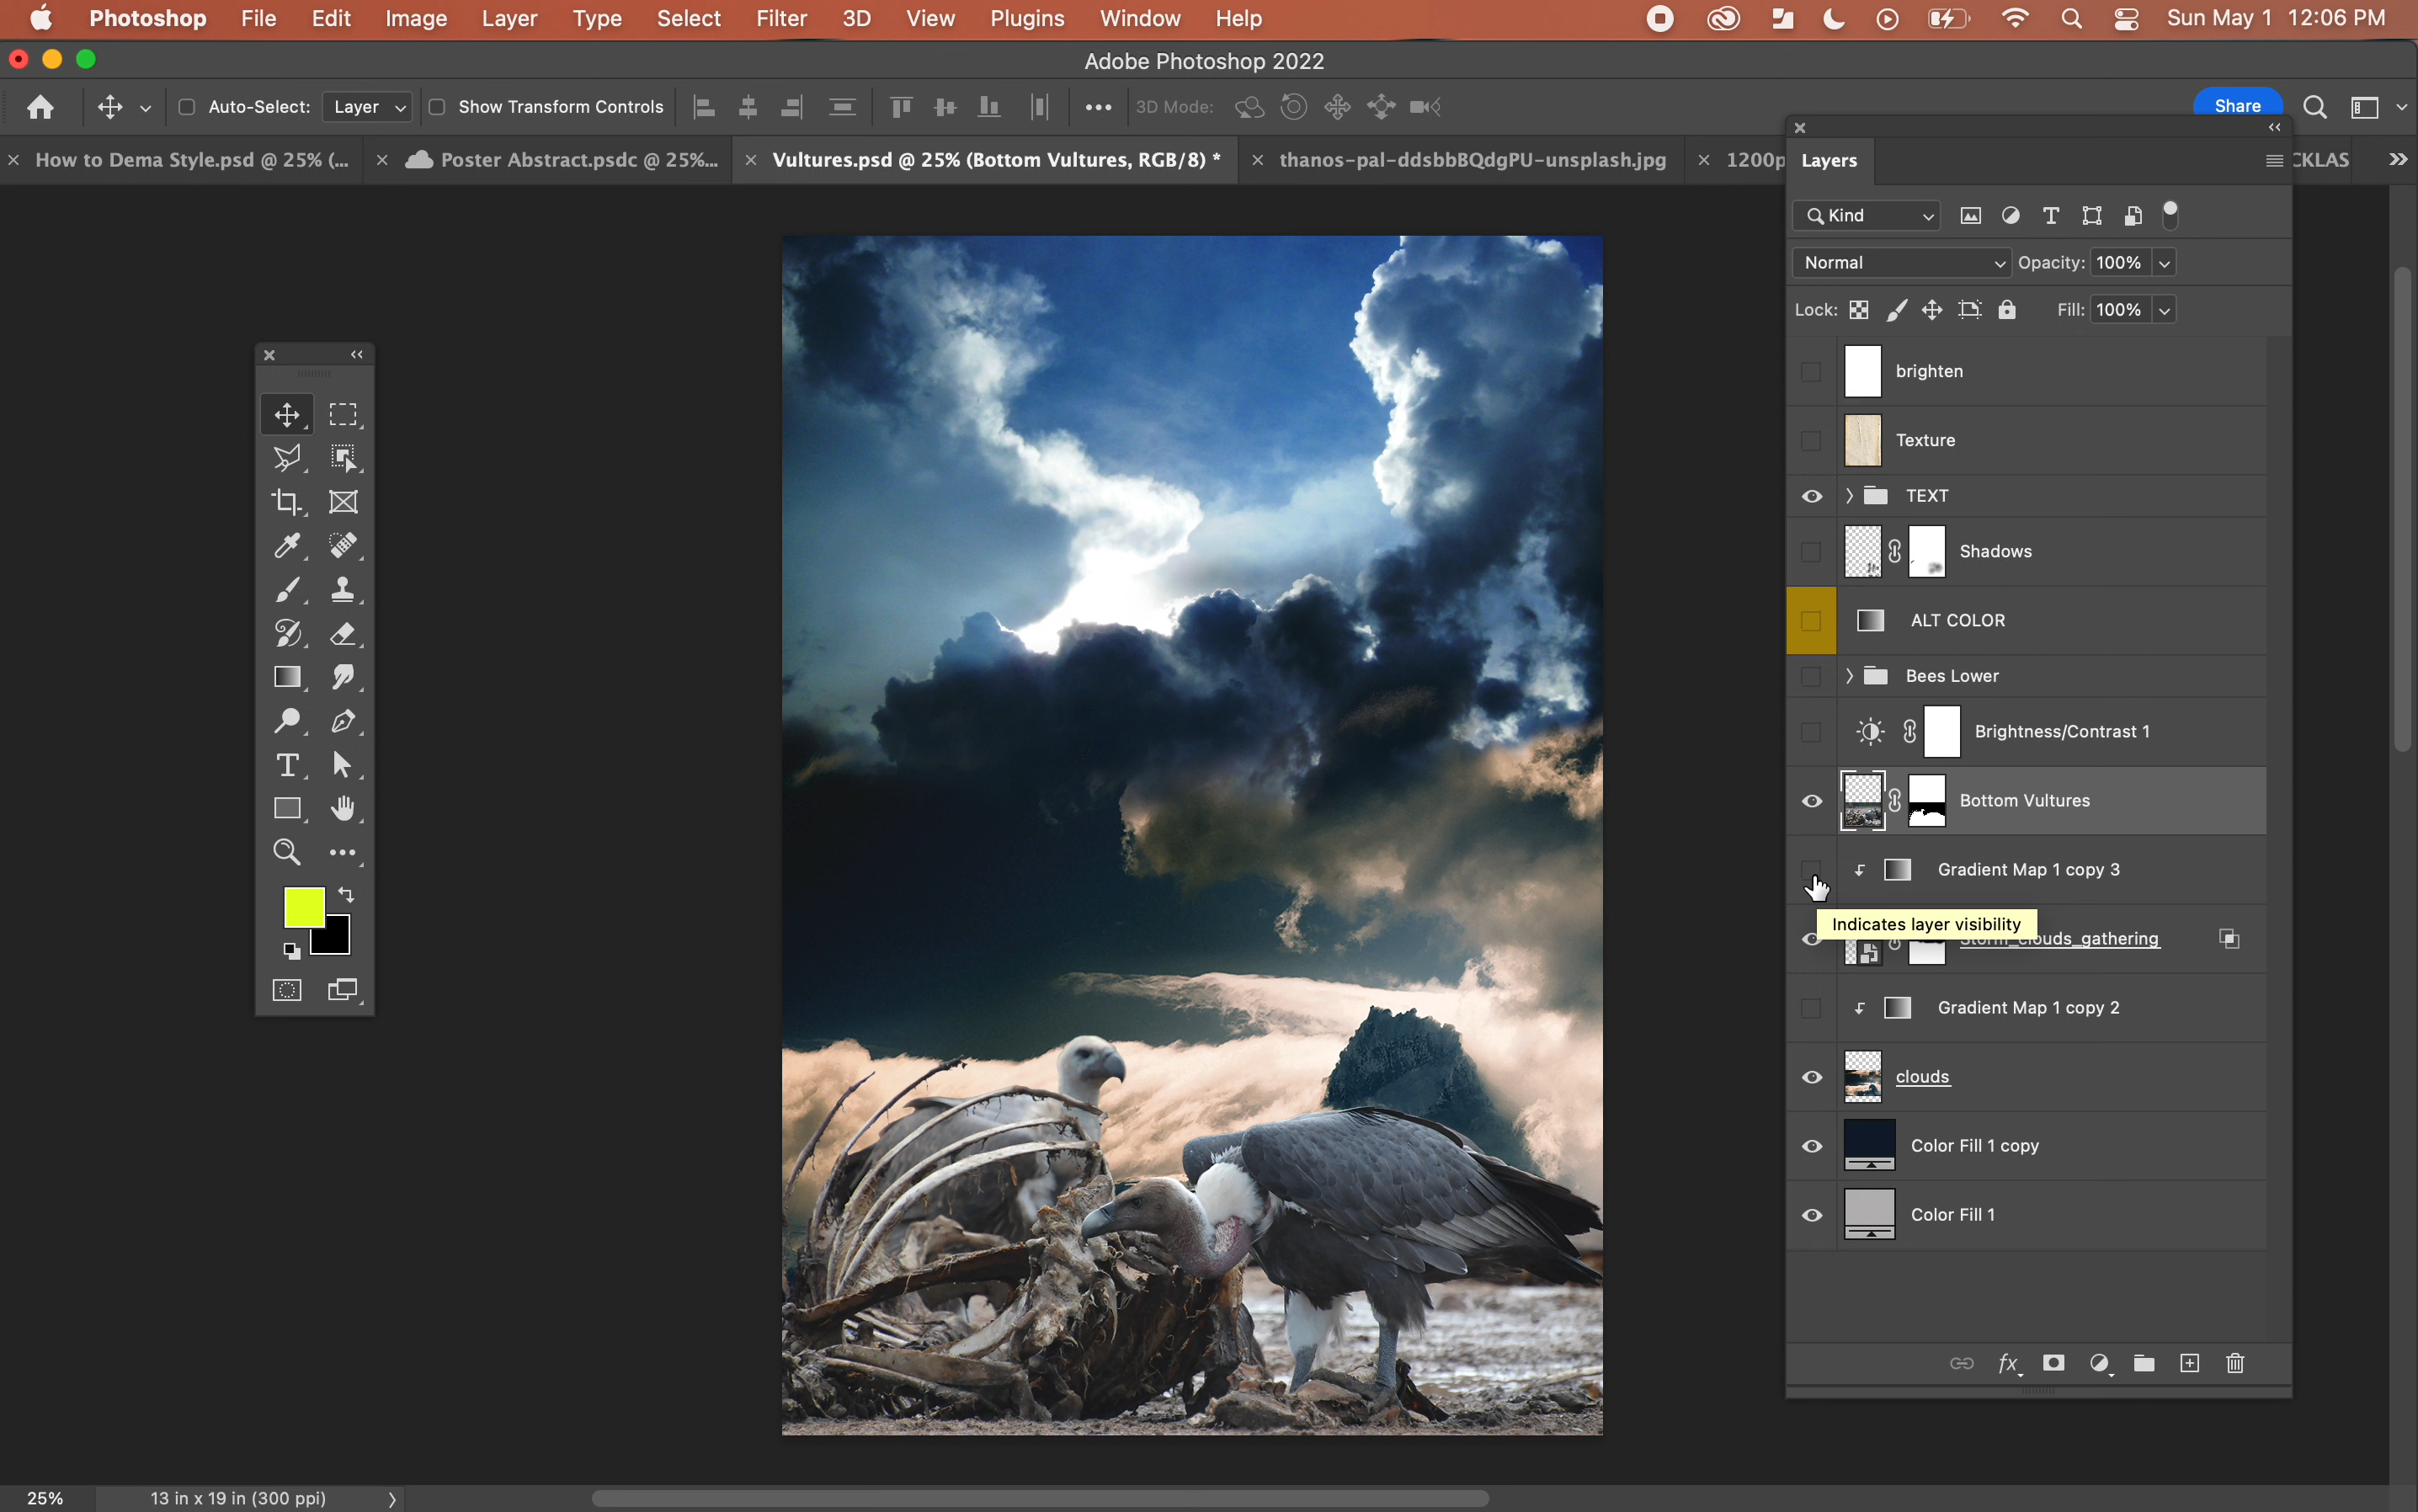 Photoshop File Edit Image Layer Type Select Filter 3D View Plugins Window Help Sun May 1 12:06 PM
Adobe Photoshop 2022
Auto-Select: Layer Show Transform Controls 3D Mode: Share
How to Dema Style.psd @ 25% (... Poster Abstract.psdc @ 25%... Vultures.psd @ 25% (Bottom Vultures, RGB/8) * thanos-pal-ddsbbBQdgPU-unsplash.jpg 1200p CKLAS
Layers
Kind
Normal Opacity: 100%
Lock: Fill: 100%
brighten
Texture
TEXT
Shadows
ALT COLOR
Bees Lower
Brightness/Contrast 1
Bottom Vultures
Gradient Map 1 copy 3
Indicates layer visibility
Storm_clouds_gathering
Gradient Map 1 copy 2
clouds
Color Fill 1 copy
Color Fill 1
fx
25% 13 in x 19 in (300 ppi)